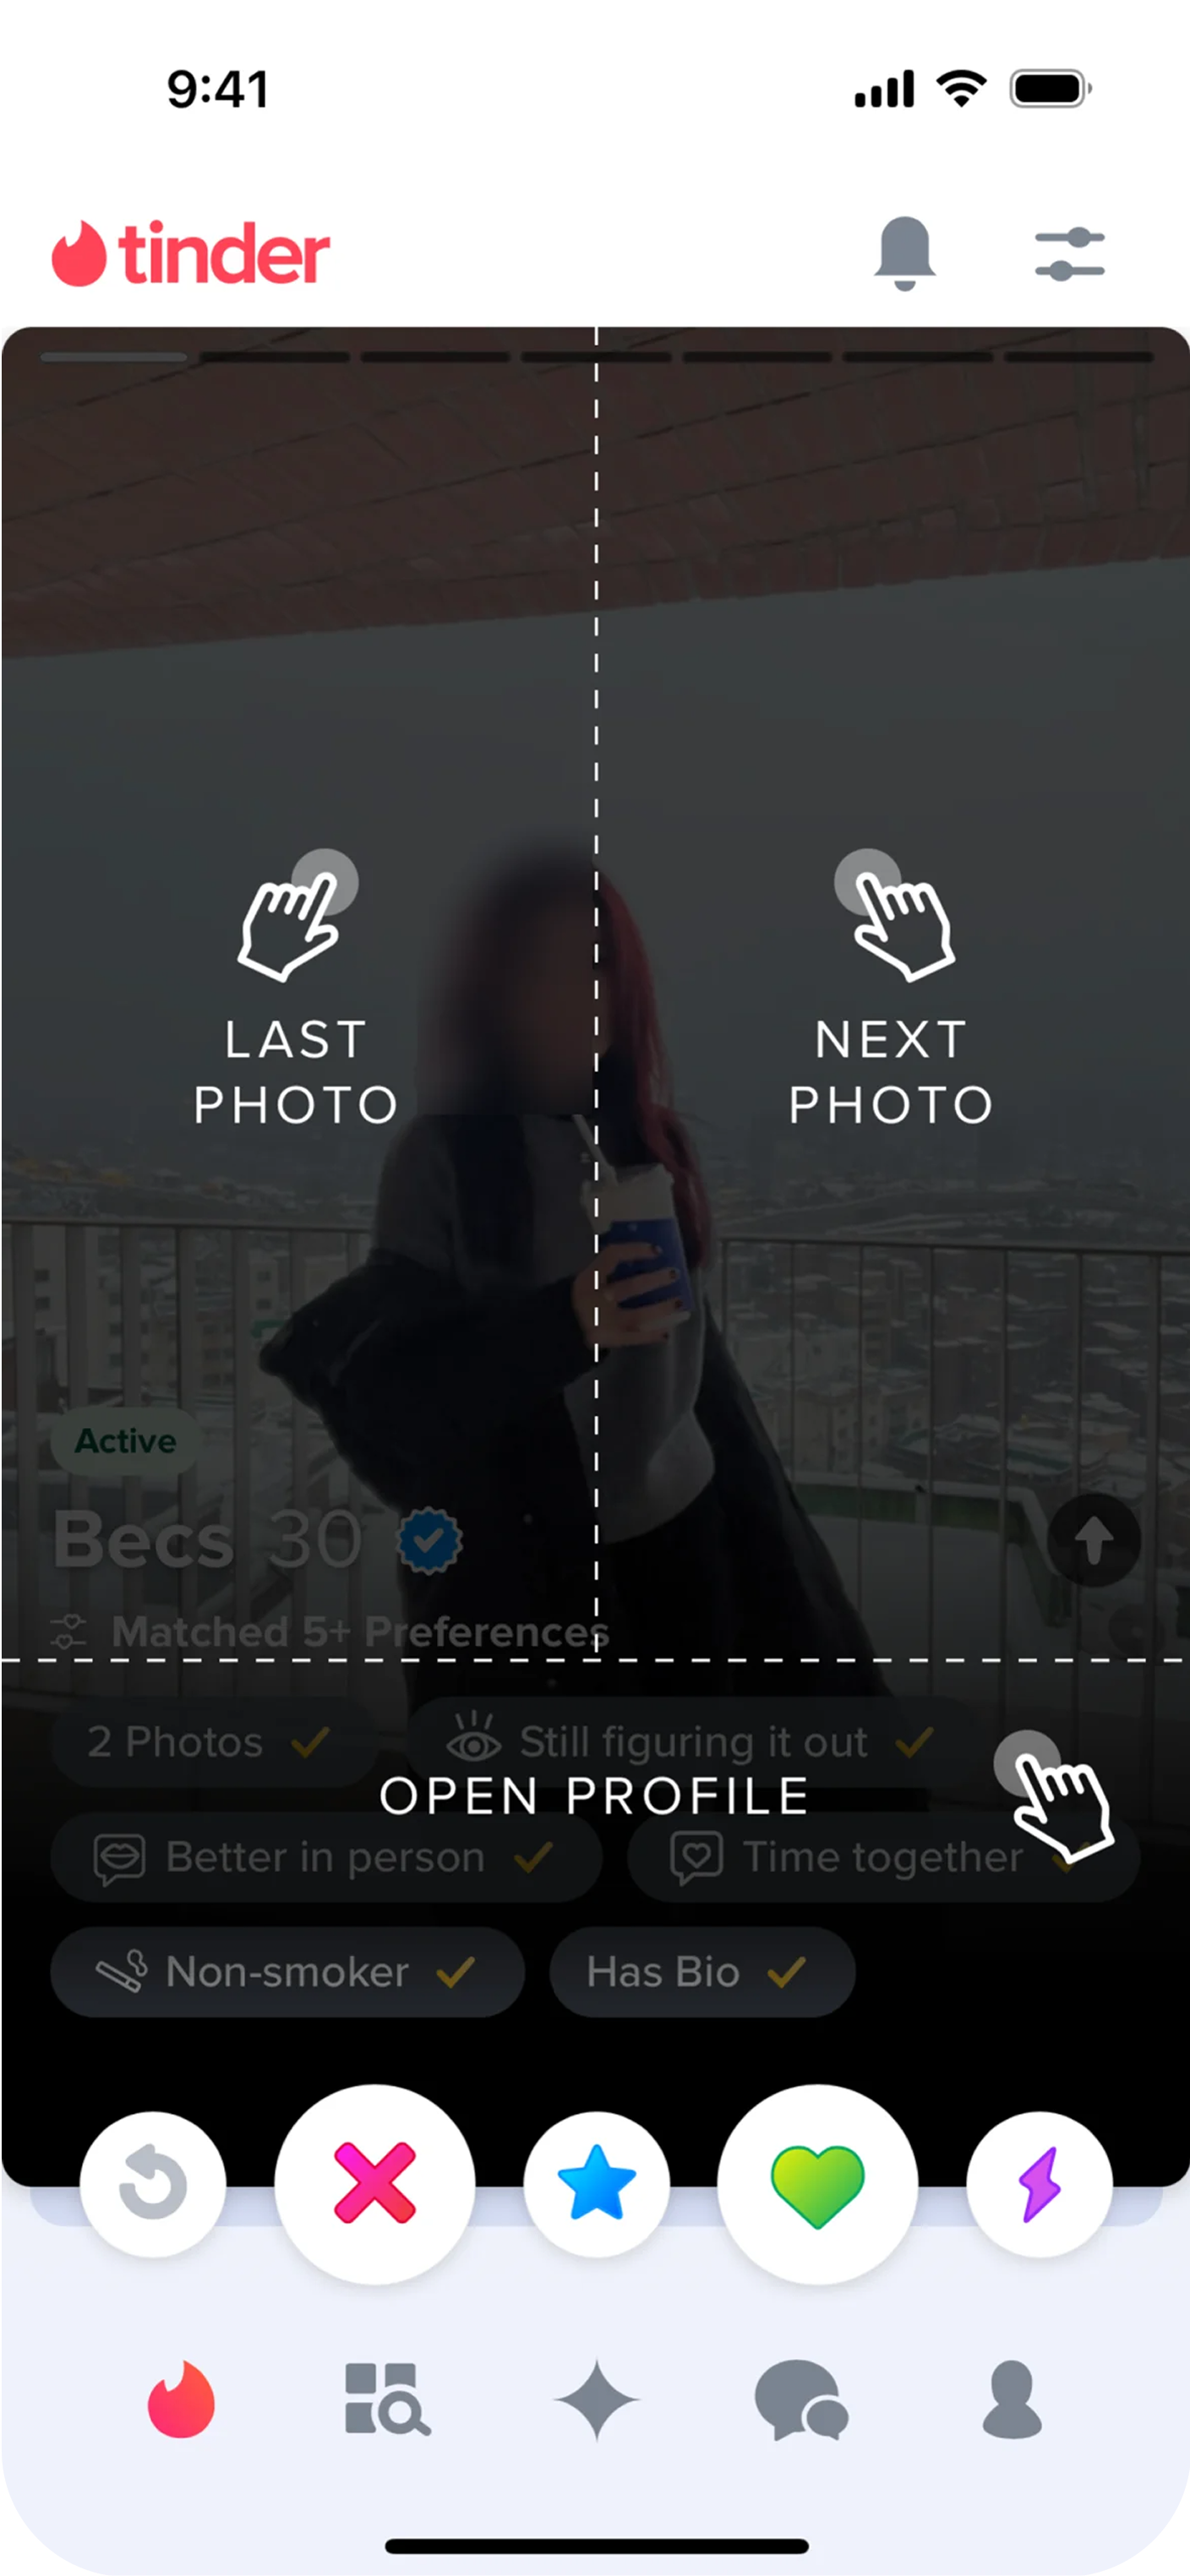 9:41
tinder
LAST
PHOTO
NEXT
PHOTO
Active
Becs 30
Matched 5+ Preferences
2 Photos
Still figuring it out
OPEN PROFILE
Better in person
Time together
Non-smoker
Has Bio